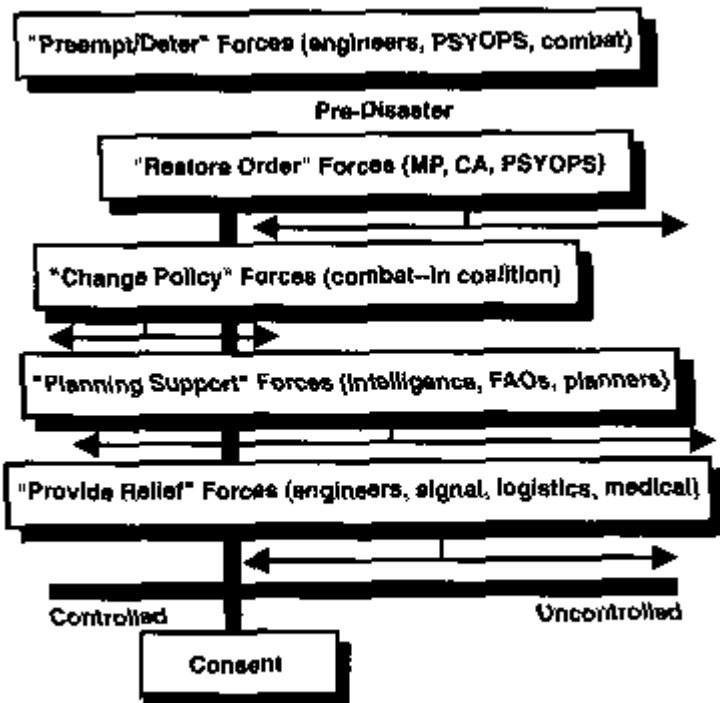 "Preempt/Deter" Forces (engineers, PSYOPS, combat)
Pre-Disaster
"Restore Order" Forces (MP, CA, PSYOPS)
"Change Policy" Forces (combat--in coalition)
"Planning Support" Forces (intelligence, FAOs, planners)
"Provide Relief" Forces (engineers, signal, logistics, medical)
Controlled
Uncontrolled
Consent